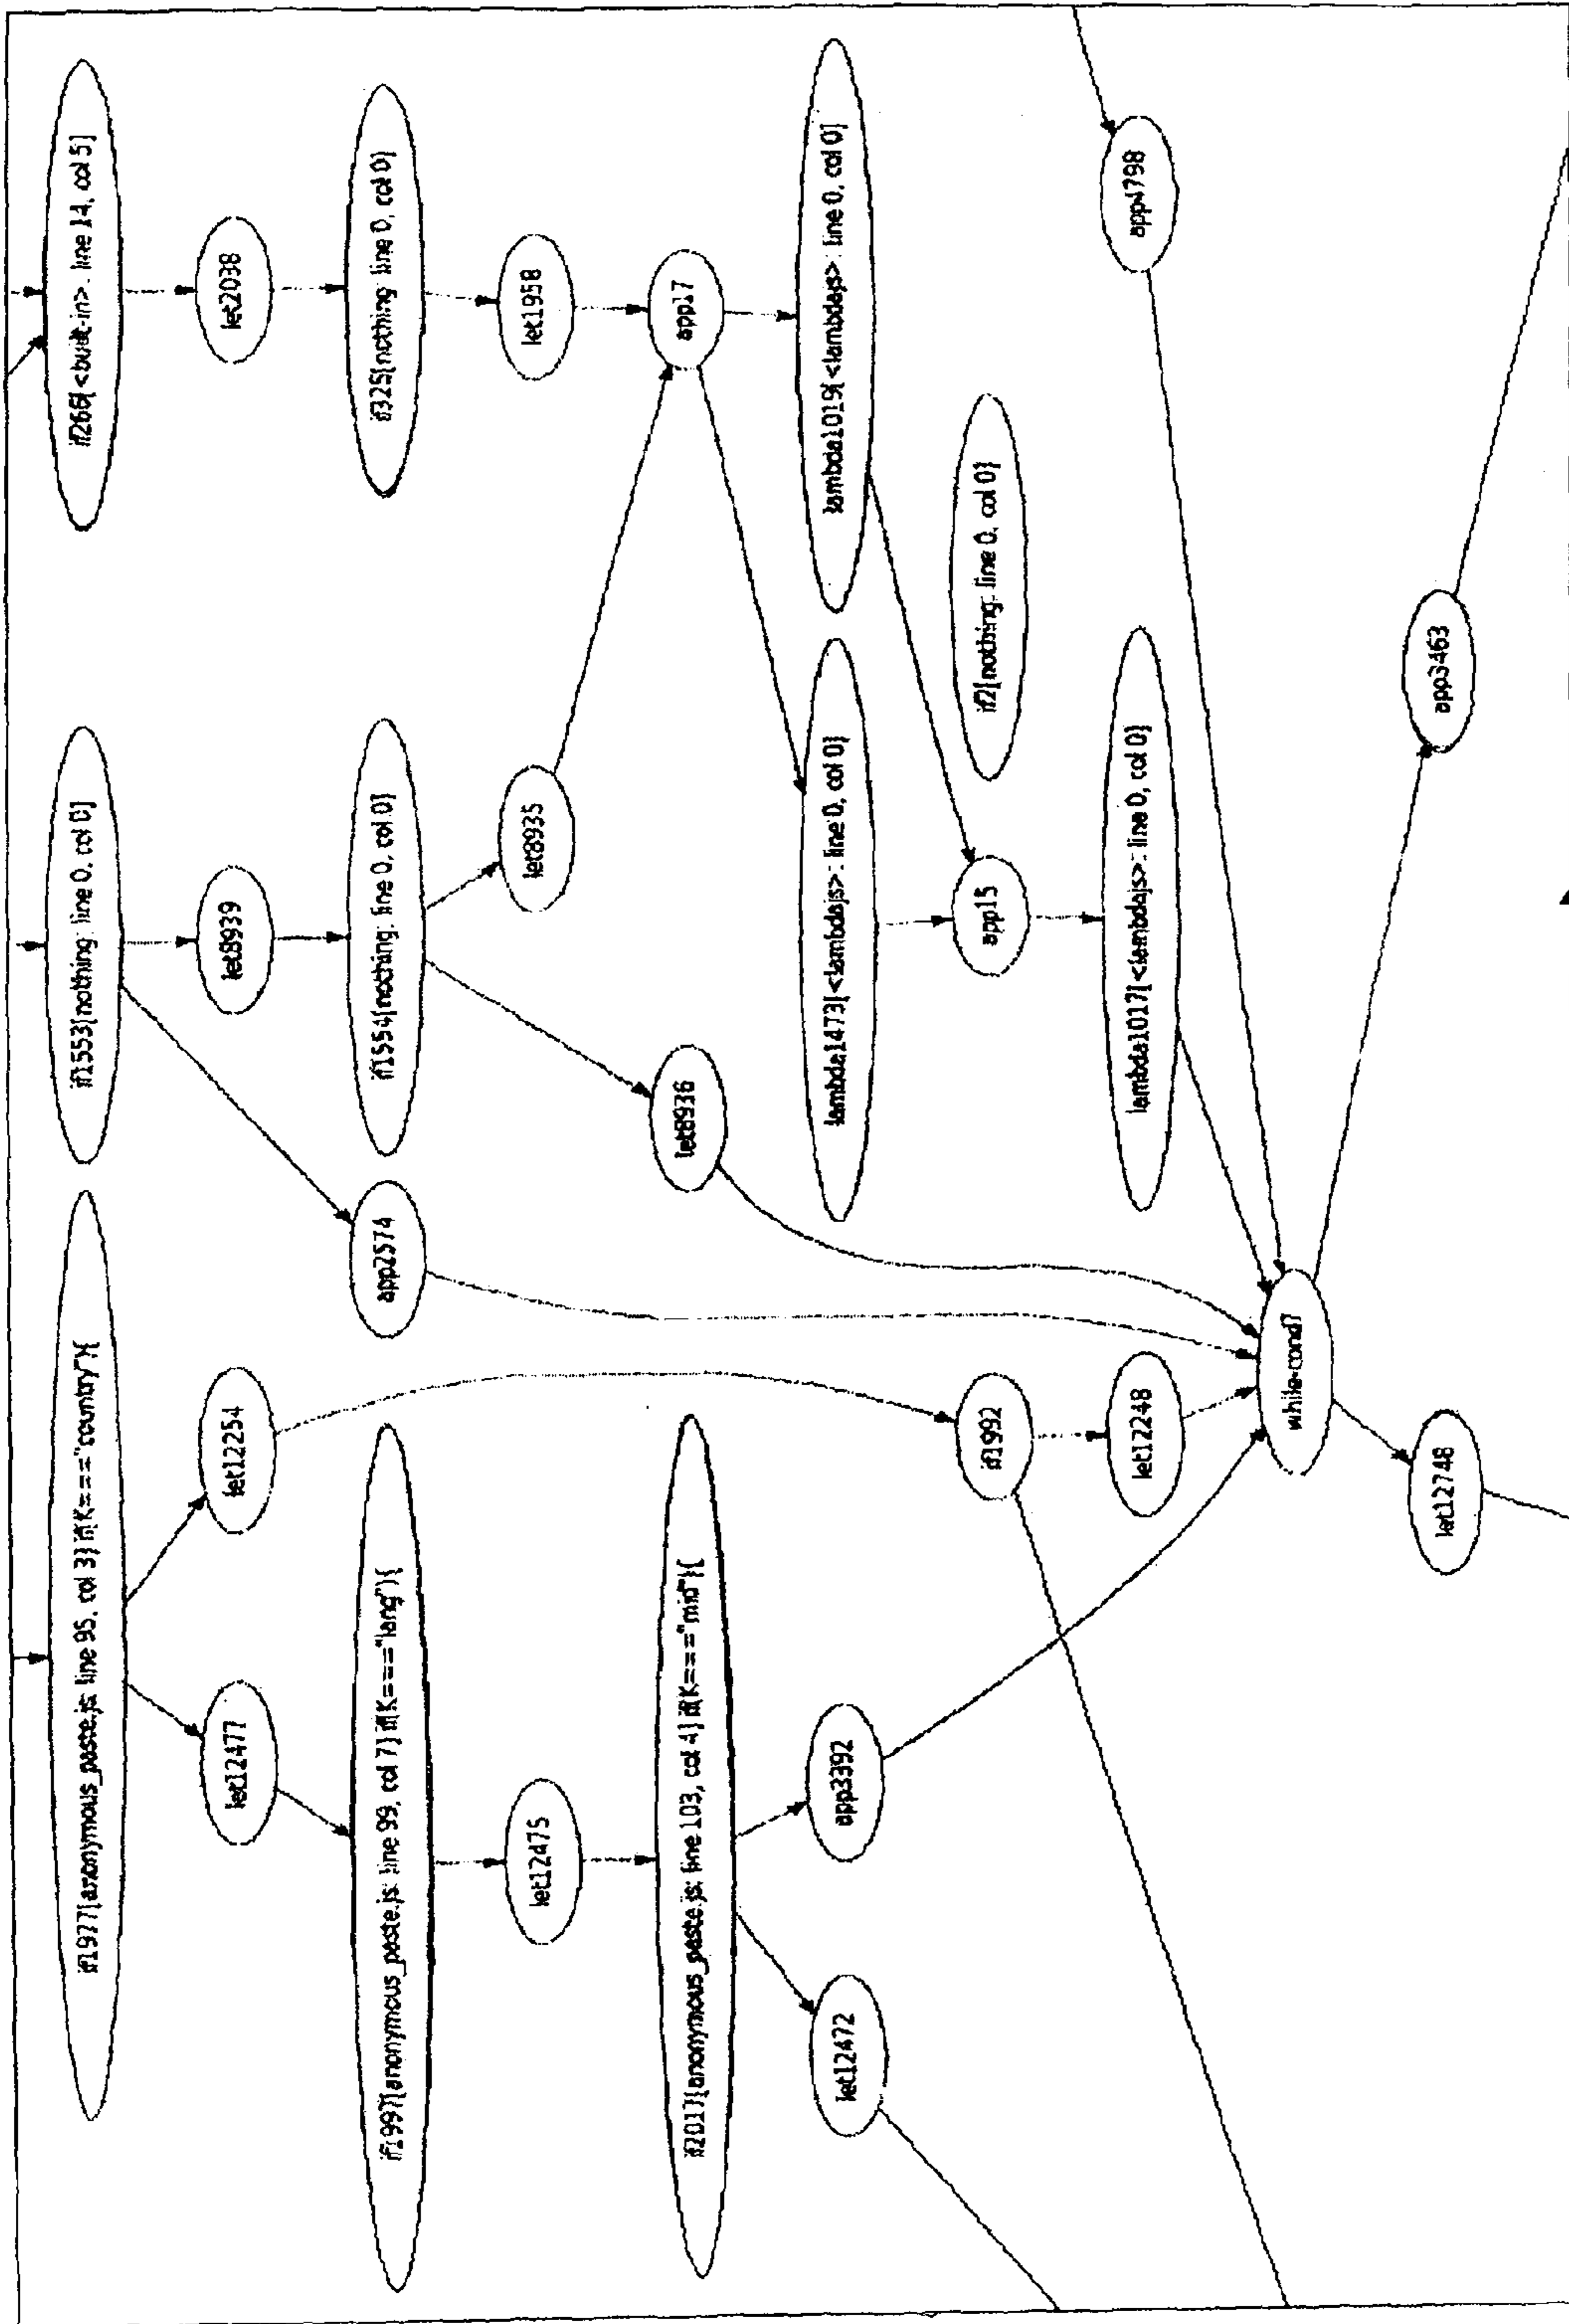 if1977[anonymous_paste.js: line 95, col 3] if(K==="country"){
if1553[nothing: line 0, col 0]
if266[<built-in>: line 14, col 5]
let12477
let12254
let8939
let2038
if1997[anonymous_paste.js: line 99, col 7] if(K==="lang"){
app2574
if1554[nothing: line 0, col 0]
if325[nothing: line 0, col 0]
let12475
let8935
let1958
if2017[anonymous_paste.js: line 103, col 4] if(K==="mid"){
let8936
app17
let12472
app3392
lambda1473[<lambdajs>: line 0, col 0]
lambda1019[<lambdajs>: line 0, col 0]
if1992
app15
if2[nothing: line 0, col 0]
let12248
lambda1017[<lambdajs>: line 0, col 0]
app4798
while-cond7
let12748
app3463